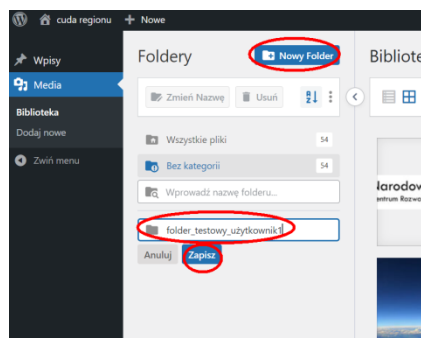 cuda regionu + Nowe
Wpisy
Media
Biblioteka
Dodaj nowe
Zwiń menu
Foldery
Nowy Folder
Zmień Nazwę
Usuń
Wszystkie pliki 54
Bez kategorii 54
Wprowadź nazwę folderu...
folder_testowy_użytkownik1
Anuluj Zapisz
Bibliote
Narodow
entrum Rozwo